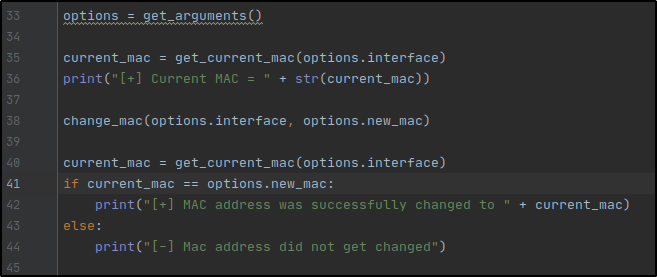 33 options = get_arguments()
34
35 current_mac = get_current_mac(options.interface)
36 print("[+] Current MAC = " + str(current_mac))
37
38 change_mac(options.interface, options.new_mac)
39
40 current_mac = get_current_mac(options.interface)
41 if current_mac == options.new_mac:
42     print("[+] MAC address was successfully changed to " + current_mac)
43 else:
44     print("[-] Mac address did not get changed")
45